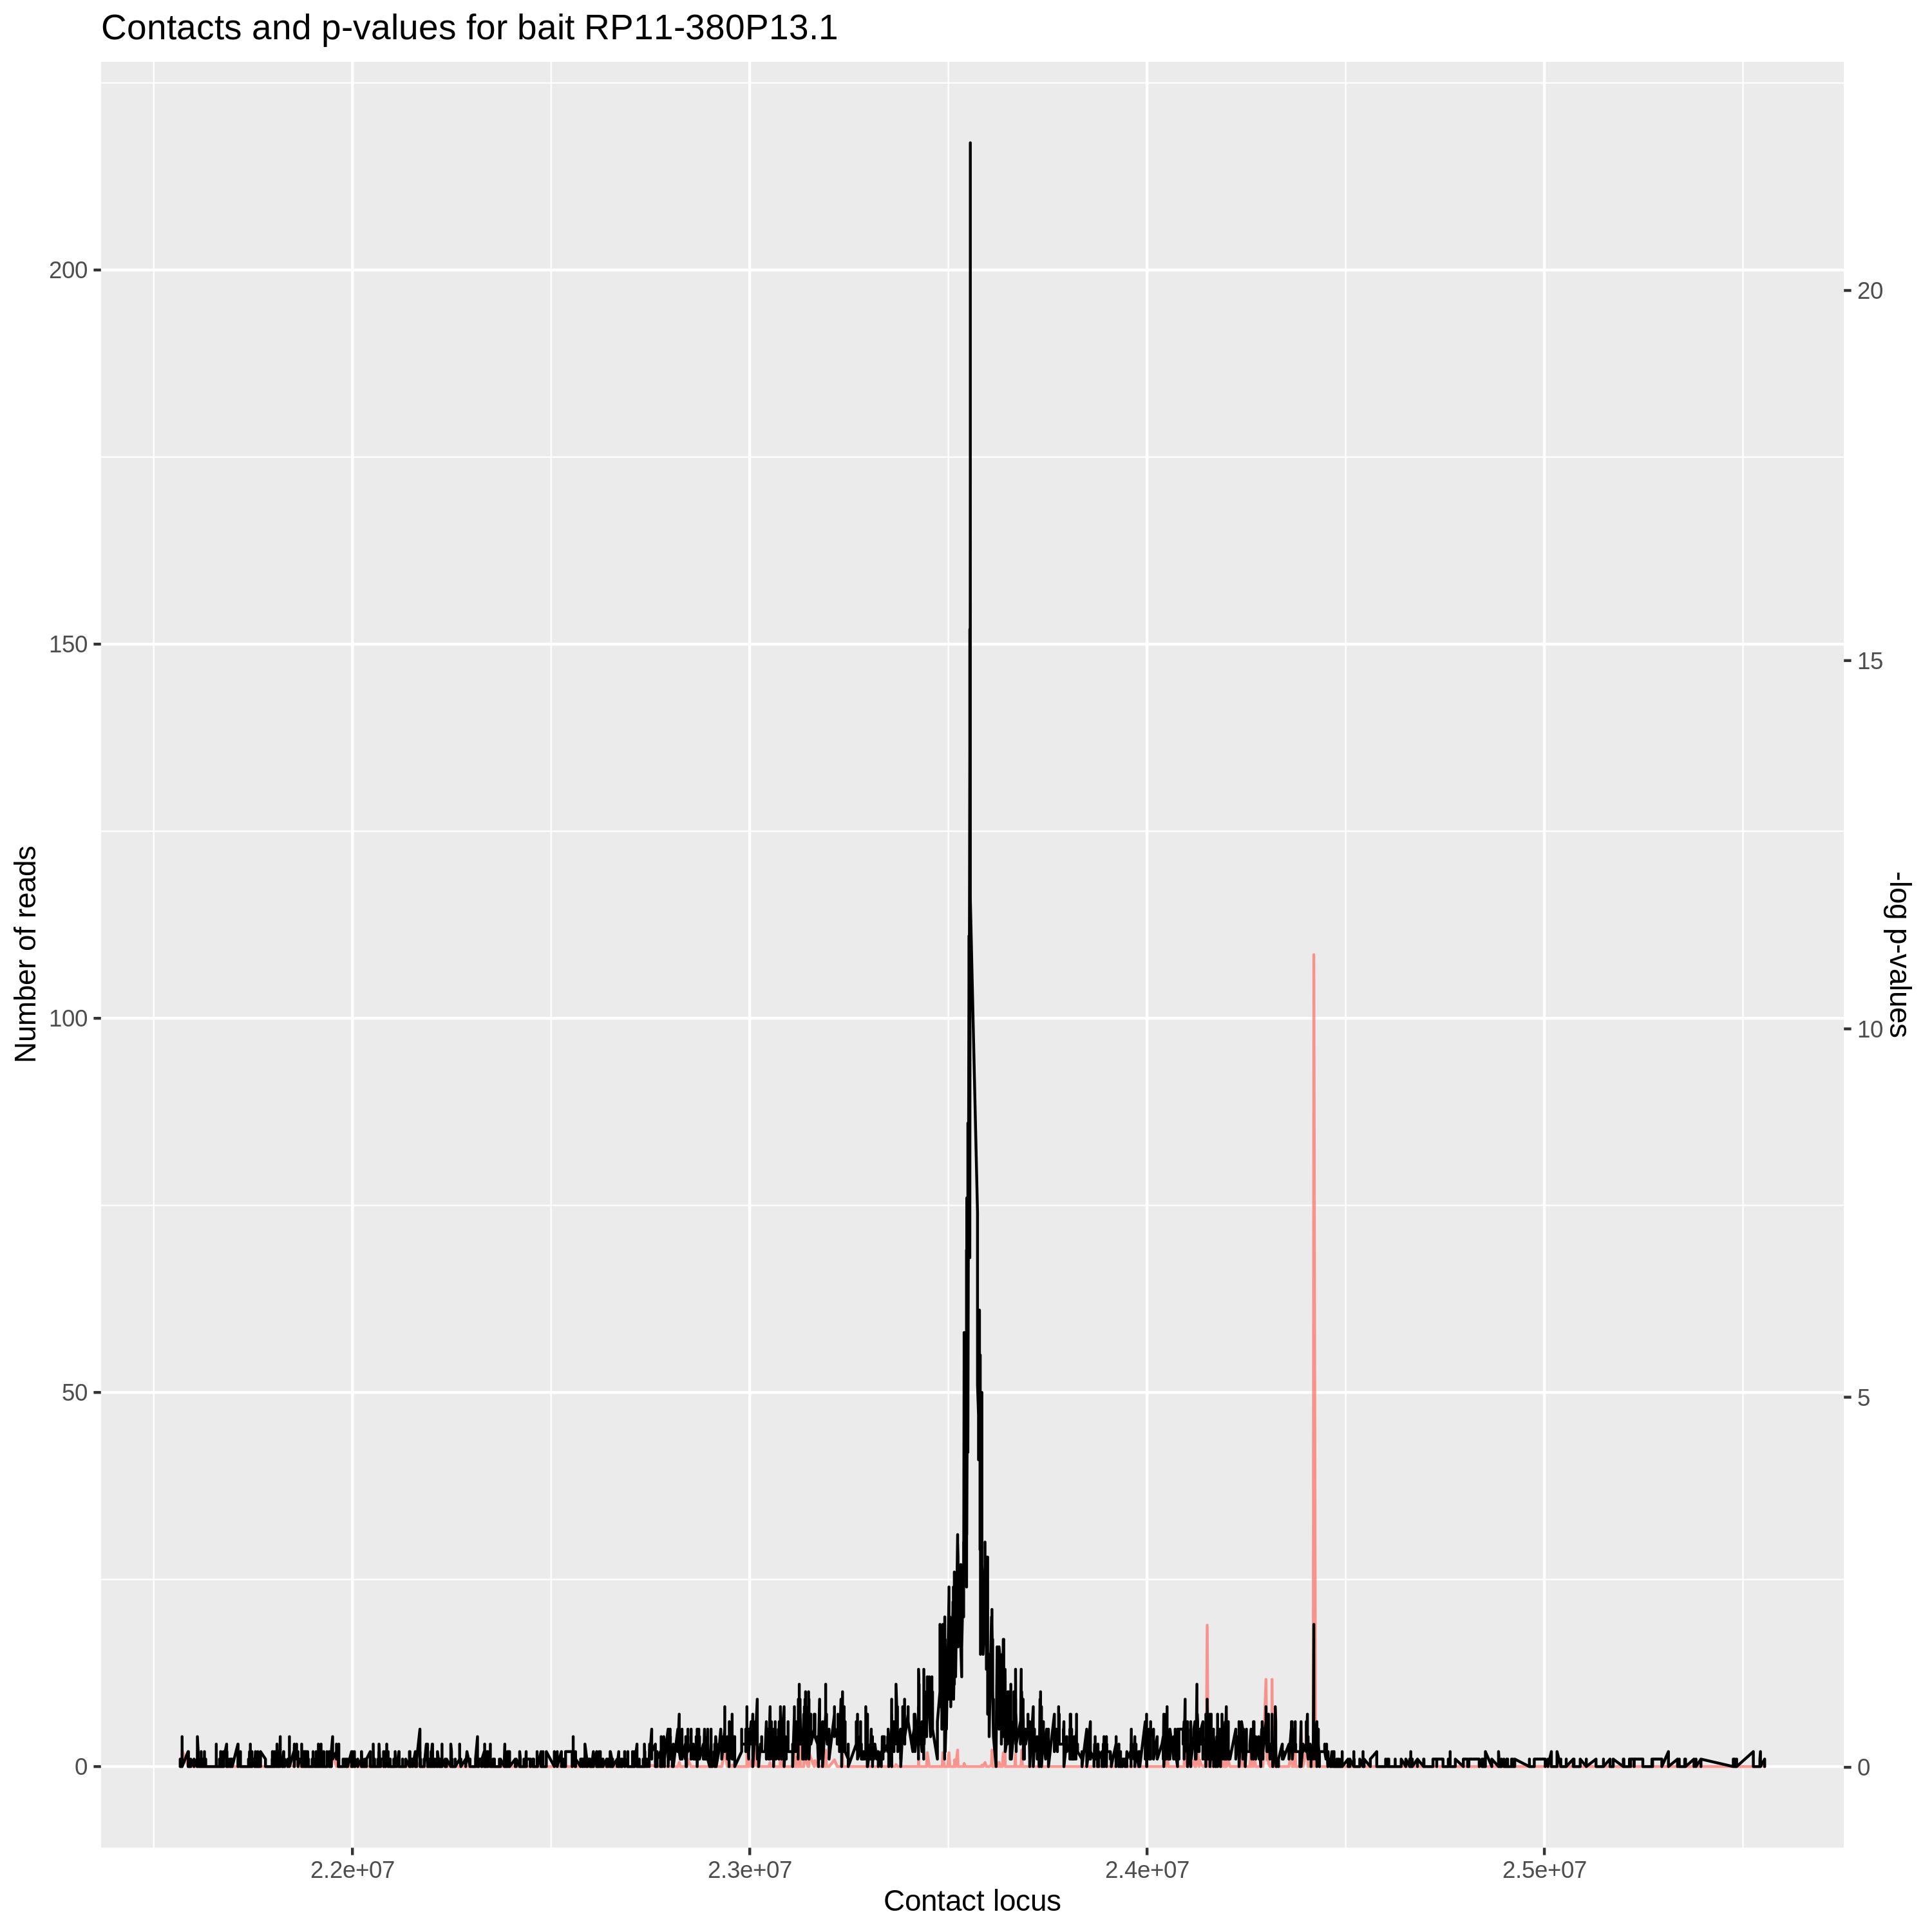 Contacts and p-values for bait RP11-380P13.1
Number of reads
200
150
100
50
0
20
15
10
5
0
-log p-values
2.2e+07
2.3e+07
2.4e+07
2.5e+07
Contact locus